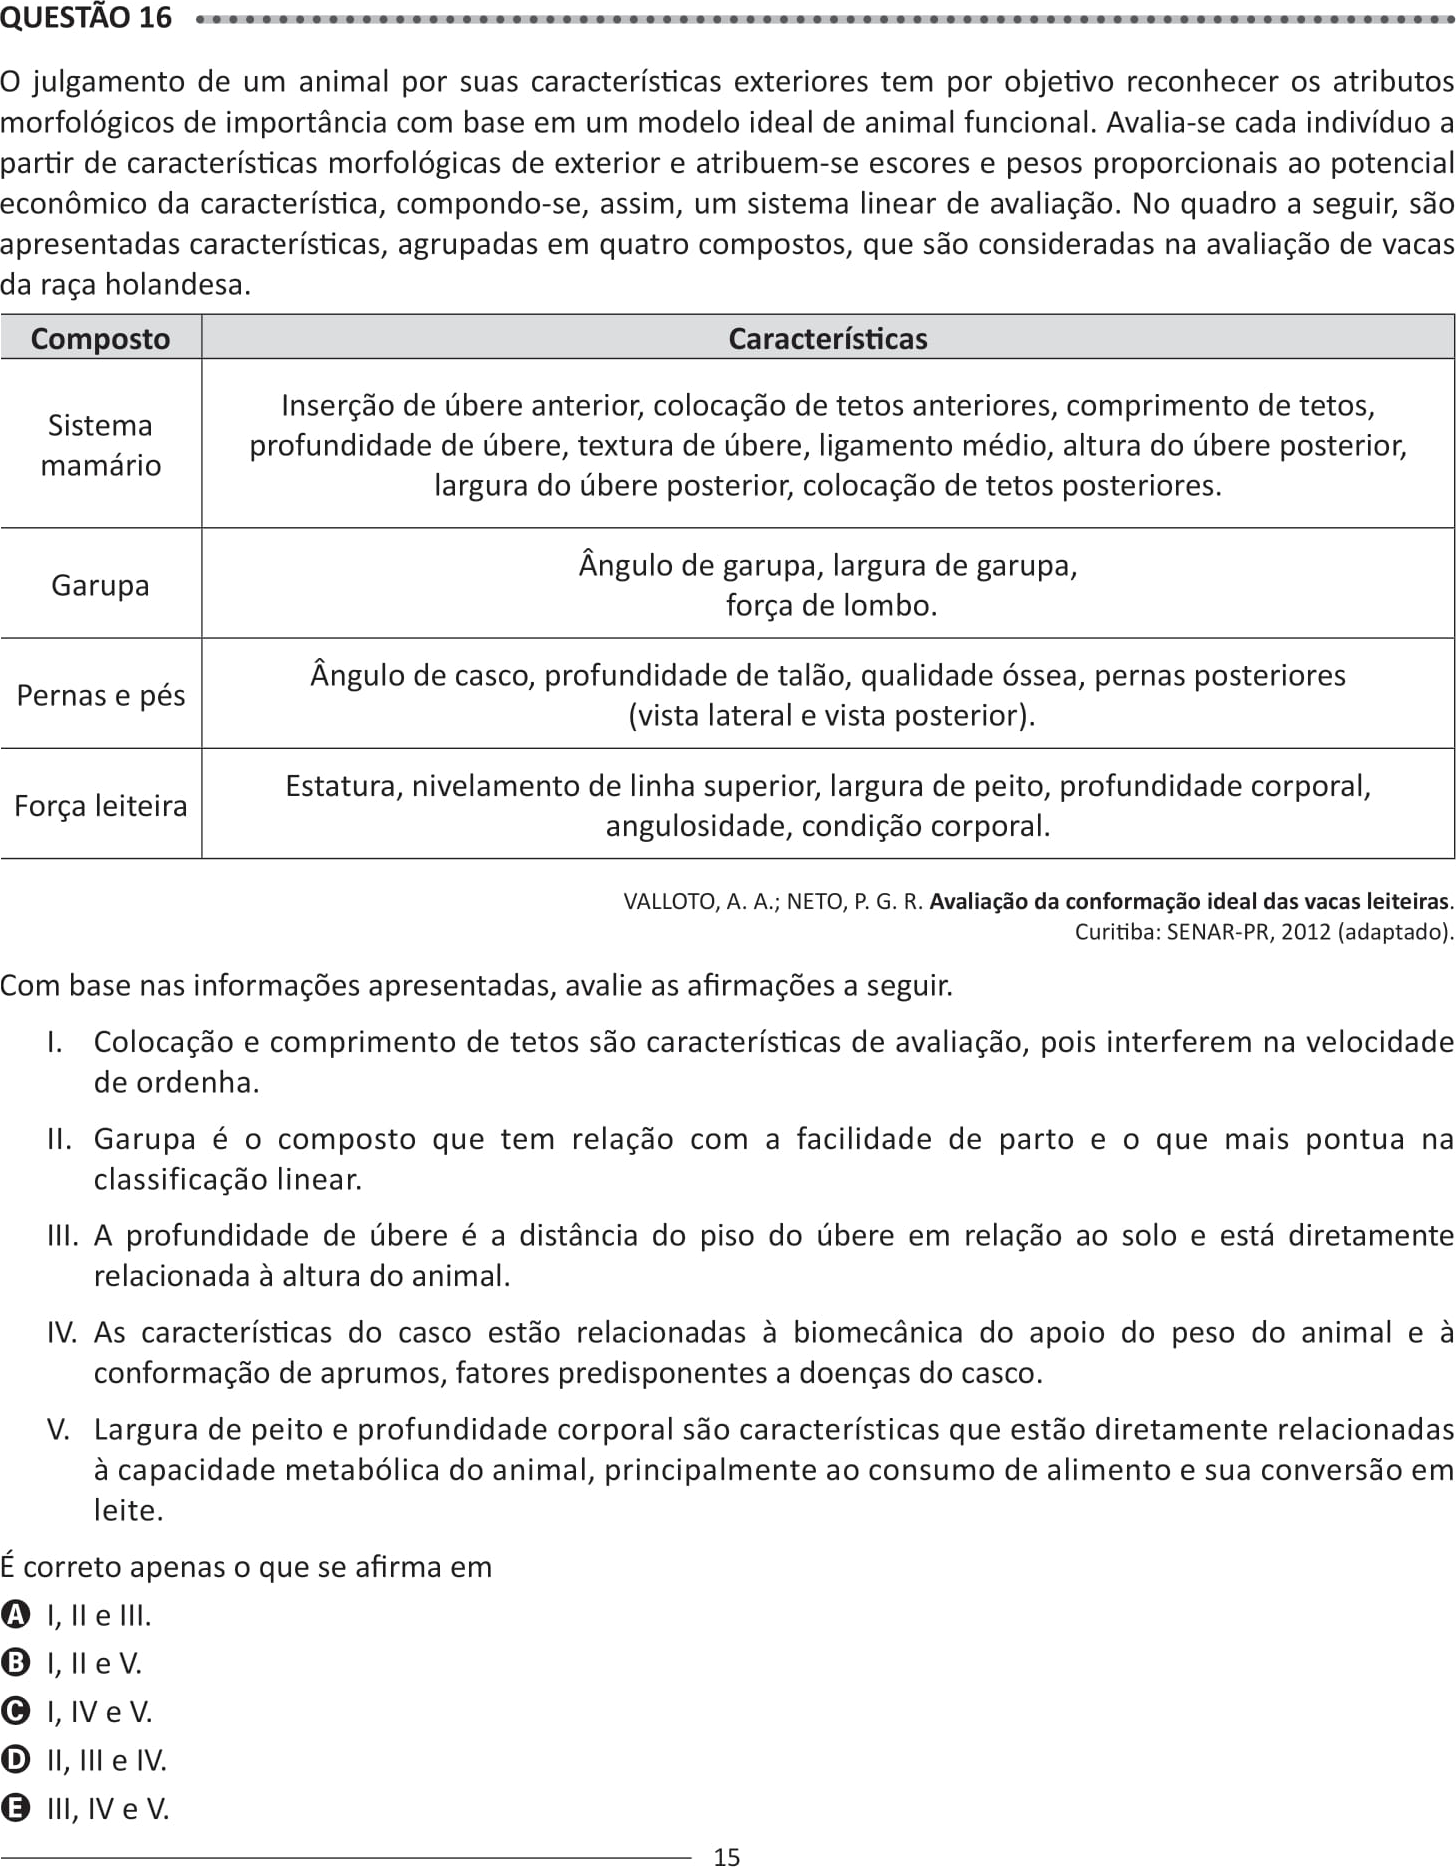 QUESTÃO 16
O julgamento de um animal por suas características exteriores tem por objetivo reconhecer os atributos
morfológicos de importância com base em um modelo ideal de animal funcional. Avalia-se cada indivíduo a
partir de características morfológicas de exterior e atribuem-se escores e pesos proporcionais ao potencial
econômico da característica, compondo-se, assim, um sistema linear de avaliação. No quadro a seguir, são
apresentadas características, agrupadas em quatro compostos, que são consideradas na avaliação de vacas
da raça holandesa.
Composto Características
Sistema
mamário
Inserção de úbere anterior, colocação de tetos anteriores, comprimento de tetos,
profundidade de úbere, textura de úbere, ligamento médio, altura do úbere posterior,
largura do úbere posterior, colocação de tetos posteriores.
Garupa
Ângulo de garupa, largura de garupa,
força de lombo.
Pernas e pés
Ângulo de casco, profundidade de talão, qualidade óssea, pernas posteriores
(vista lateral e vista posterior).
Força leiteira
Estatura, nivelamento de linha superior, largura de peito, profundidade corporal,
angulosidade, condição corporal.
VALLOTO, A. A.; NETO, P. G. R. Avaliação da conformação ideal das vacas leiteiras.
Curitiba: SENAR-PR, 2012 (adaptado).
Com base nas informações apresentadas, avalie as afirmações a seguir.
I. Colocação e comprimento de tetos são características de avaliação, pois interferem na velocidade
de ordenha.
II. Garupa é o composto que tem relação com a facilidade de parto e o que mais pontua na
classificação linear.
III. A profundidade de úbere é a distância do piso do úbere em relação ao solo e está diretamente
relacionada à altura do animal.
IV. As características do casco estão relacionadas à biomecânica do apoio do peso do animal e à
conformação de aprumos, fatores predisponentes a doenças do casco.
V. Largura de peito e profundidade corporal são características que estão diretamente relacionadas
à capacidade metabólica do animal, principalmente ao consumo de alimento e sua conversão em
leite.
É correto apenas o que se afirma em
A I, II e III.
B I, II e V.
C I, IV e V.
D II, III e IV.
E III, IV e V.
15